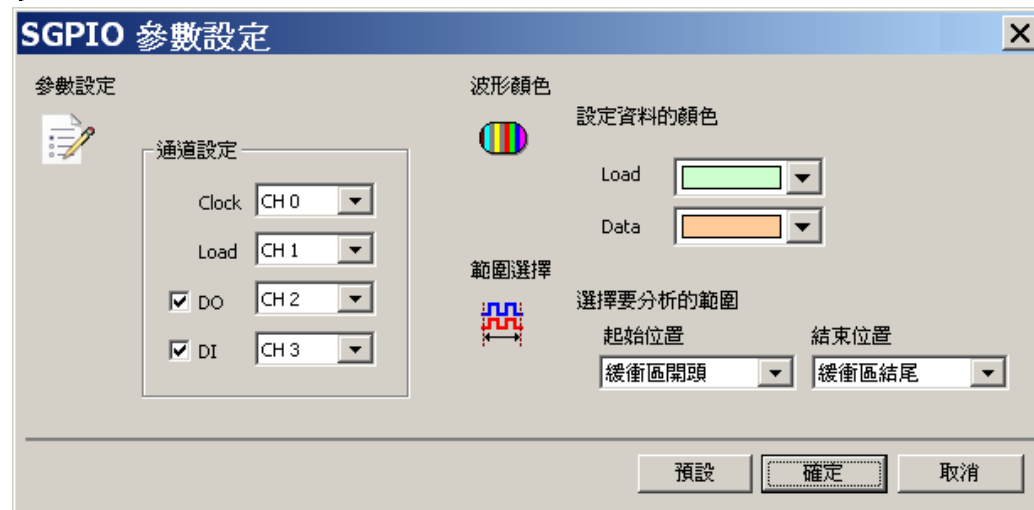 SGPIO 參數設定
參數設定
通道設定
Clock CH 0
Load CH 1
DO CH 2
DI CH 3
波形顏色
設定資料的顏色
Load
Data
範圍選擇
選擇要分析的範圍
起始位置 結束位置
緩衝區開頭 緩衝區結尾
預設 確定 取消